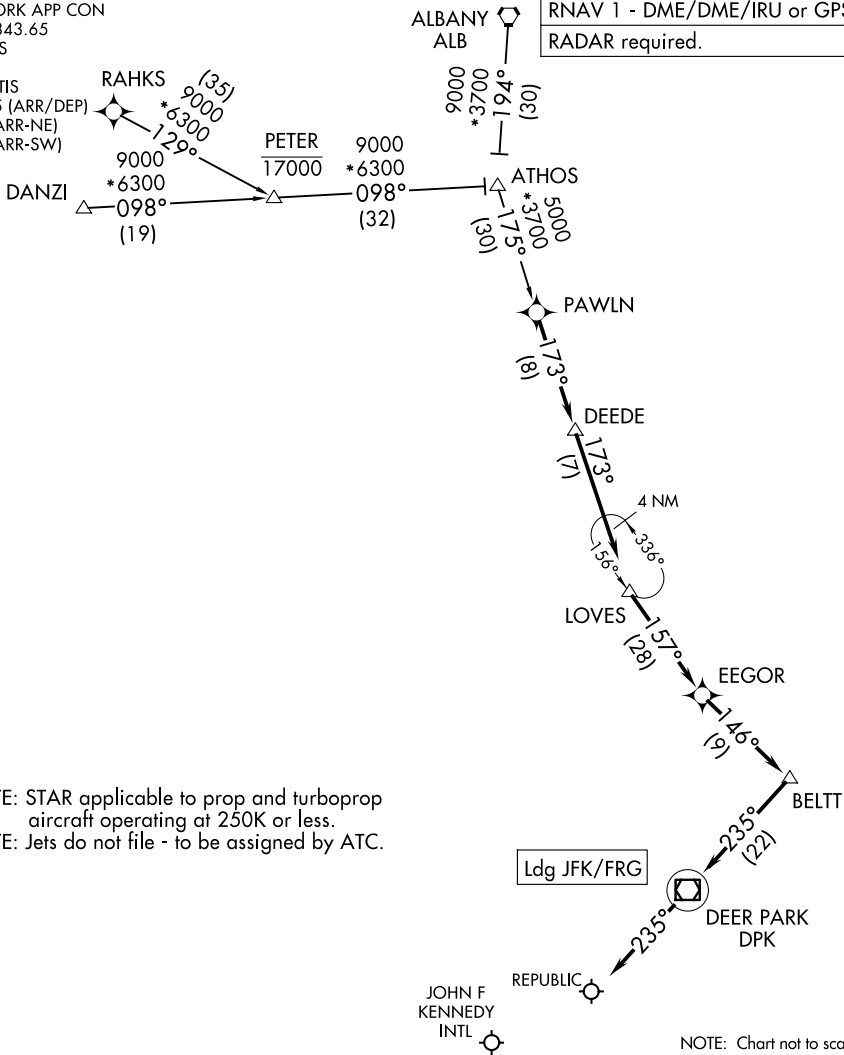 ORK APP CON
343.65
S
TIS
5 (ARR/DEP)
ARR-NE)
ARR-SW)
RNAV 1 - DME/DME/IRU or GPS
RADAR required.
ALBANY
ALB
9000
*3700
194°
(30)
RAHKS
(35)
9000
*6300
129°
PETER
17000
9000
*6300
098°
(32)
DANZI
9000
*6300
098°
(19)
ATHOS
5000
*3700
175°
(30)
PAWLN
173°
(8)
DEEDE
173°
(7)
4 NM
336°
156°
LOVES
157°
(28)
EEGOR
146°
(9)
BELTT
235°
(22)
TE: STAR applicable to prop and turboprop
aircraft operating at 250K or less.
TE: Jets do not file - to be assigned by ATC.
Ldg JFK/FRG
DEER PARK
DPK
235°
REPUBLIC
JOHN F
KENNEDY
INTL
NOTE: Chart not to sca